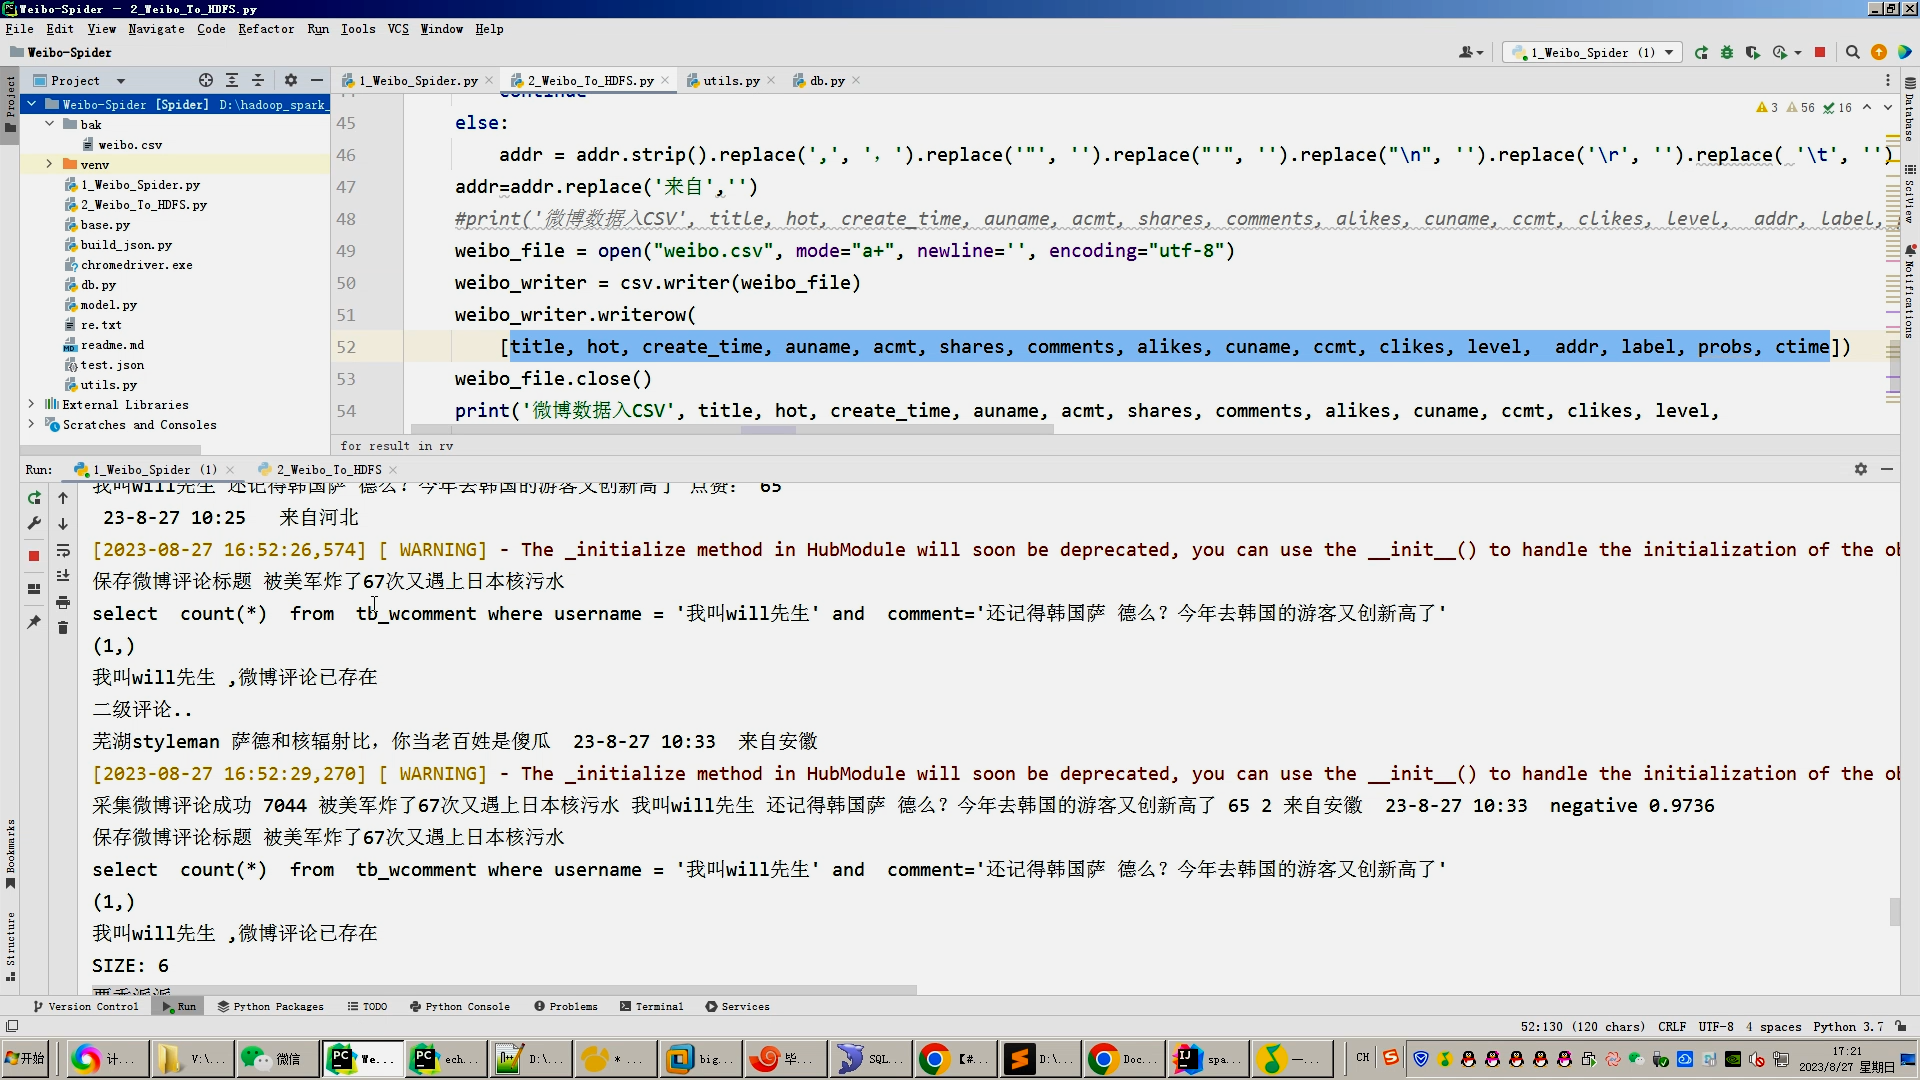 Weibo-Spider – 2_Weibo_To_HDFS.py
File Edit View Navigate Code Refactor Run Tools VCS Window Help
Weibo-Spider
1_Weibo_Spider (1)
Project
1_Weibo_Spider.py
2_Weibo_To_HDFS.py
utils.py
db.py
Weibo-Spider [Spider] D:\hadoop_spark_
bak
weibo.csv
venv
1_Weibo_Spider.py
2_Weibo_To_HDFS.py
base.py
build_json.py
chromedriver.exe
db.py
model.py
re.txt
readme.md
test.json
utils.py
External Libraries
Scratches and Consoles
3 56 16
continue
45 else:
46 addr = addr.strip().replace(',', '，').replace('"', '').replace("'", '').replace("\n", '').replace('\r', '').replace( '\t', '')
47 addr=addr.replace('来自','')
48 #print('微博数据入CSV', title, hot, create_time, auname, acmt, shares, comments, alikes, cuname, ccmt, clikes, level,  addr, label,
49 weibo_file = open("weibo.csv", mode="a+", newline='', encoding="utf-8")
50 weibo_writer = csv.writer(weibo_file)
51 weibo_writer.writerow(
52 [title, hot, create_time, auname, acmt, shares, comments, alikes, cuname, ccmt, clikes, level,  addr, label, probs, ctime])
53 weibo_file.close()
54 print('微博数据入CSV', title, hot, create_time, auname, acmt, shares, comments, alikes, cuname, ccmt, clikes, level,
for result in rv
Project
Bookmarks
Structure
Database
SciView
Notifications
Run: 1_Weibo_Spider (1) 2_Weibo_To_HDFS
我叫will先生 还记得韩国萨 德么？今年去韩国的游客又创新高了 点赞： 65
23-8-27 10:25 来自河北
[2023-08-27 16:52:26,574] [ WARNING] - The _initialize method in HubModule will soon be deprecated, you can use the __init__() to handle the initialization of the ob
保存微博评论标题 被美军炸了67次又遇上日本核污水
select  count(*)  from  tb_wcomment where username = '我叫will先生' and  comment='还记得韩国萨 德么？今年去韩国的游客又创新高了'
(1,)
我叫will先生 ,微博评论已存在
二级评论..
芜湖styleman 萨德和核辐射比，你当老百姓是傻瓜  23-8-27 10:33  来自安徽
[2023-08-27 16:52:29,270] [ WARNING] - The _initialize method in HubModule will soon be deprecated, you can use the __init__() to handle the initialization of the ob
采集微博评论成功 7044 被美军炸了67次又遇上日本核污水 我叫will先生 还记得韩国萨 德么？今年去韩国的游客又创新高了 65 2 来自安徽  23-8-27 10:33  negative 0.9736
保存微博评论标题 被美军炸了67次又遇上日本核污水
select  count(*)  from  tb_wcomment where username = '我叫will先生' and  comment='还记得韩国萨 德么？今年去韩国的游客又创新高了'
(1,)
我叫will先生 ,微博评论已存在
SIZE: 6
Version Control Run Python Packages TODO Python Console Problems Terminal Services
52:130 (120 chars) CRLF UTF-8 4 spaces Python 3.7
开始 计... V:\... 微信 We... ech... D:\... * ... big... 毕... SQL... 【#... D:\... Doc... spa... 一... CH 17:21
2023/8/27 星期日